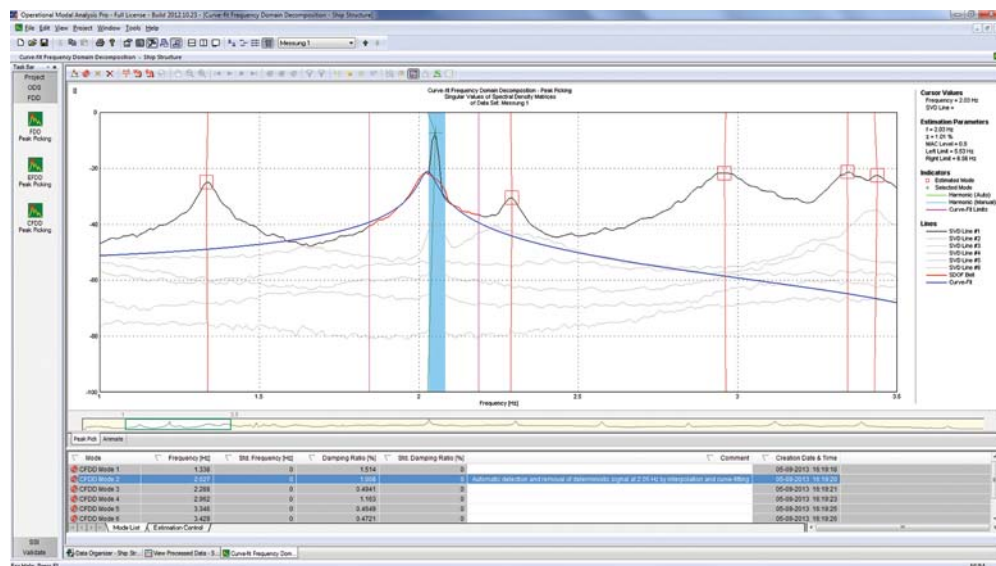 Operational Modal Analysis Pro - Full License - Build 2012.10.23 - [Curve-fit Frequency Domain Decomposition - Ship Structure]
File Edit View Project Window Tools Help
Messung 1
Curve-fit Frequency Domain Decomposition - Ship Structure
Task Bar
Project
ODS
FDD
FDD
Peak Picking
EFDD
Peak Picking
CFDD
Peak Picking
SSI
Validate
Curve-fit Frequency Domain Decomposition - Peak Picking
Singular Values of Spectral Density Matrices
of Data Set: Messung 1
0
-20
-40
-60
-80
-100
1 1.5 2 2.5 3 3.5
Frequency [Hz]
Cursor Values
Frequency = 2.03 Hz
SVD Line =
Estimation Parameters
f = 2.03 Hz
MAC Level = 0.8
Indicators
Estimated Mode
Selected Mode
Harmonic (Auto)
Harmonic (Manual)
Curve-Fit Limits
Lines
SVD Line #1
SVD Line #2
SVD Line #3
SVD Line #4
SVD Line #5
SVD Line #6
SDOF Bell
Curve-Fit
1 3.5
Peak Pick Animate
Mode Frequency [Hz] Std. Frequency [Hz] Damping Ratio [%] Std. Damping Ratio [%] Comment Creation Date & Time
CFDD Mode 1 1.338 0 1.514 0 05-09-2013 16:19:18
CFDD Mode 2 2.027 0 1.008 0 Automatic detection and removal of deterministic signal at 2.05 Hz by interpolation and curve-fitting 05-09-2013 16:19:20
CFDD Mode 3 2.288 0 0.4841 0 05-09-2013 16:19:21
CFDD Mode 4 2.962 0 1.163 0 05-09-2013 16:19:23
CFDD Mode 5 3.346 0 0.4549 0 05-09-2013 16:19:25
CFDD Mode 6 3.428 0 0.4721 0 05-09-2013 16:19:26
Mode List Estimation Control
Data Organiser - Ship Str... View Processed Data - S... Curve-fit Frequency Dom...